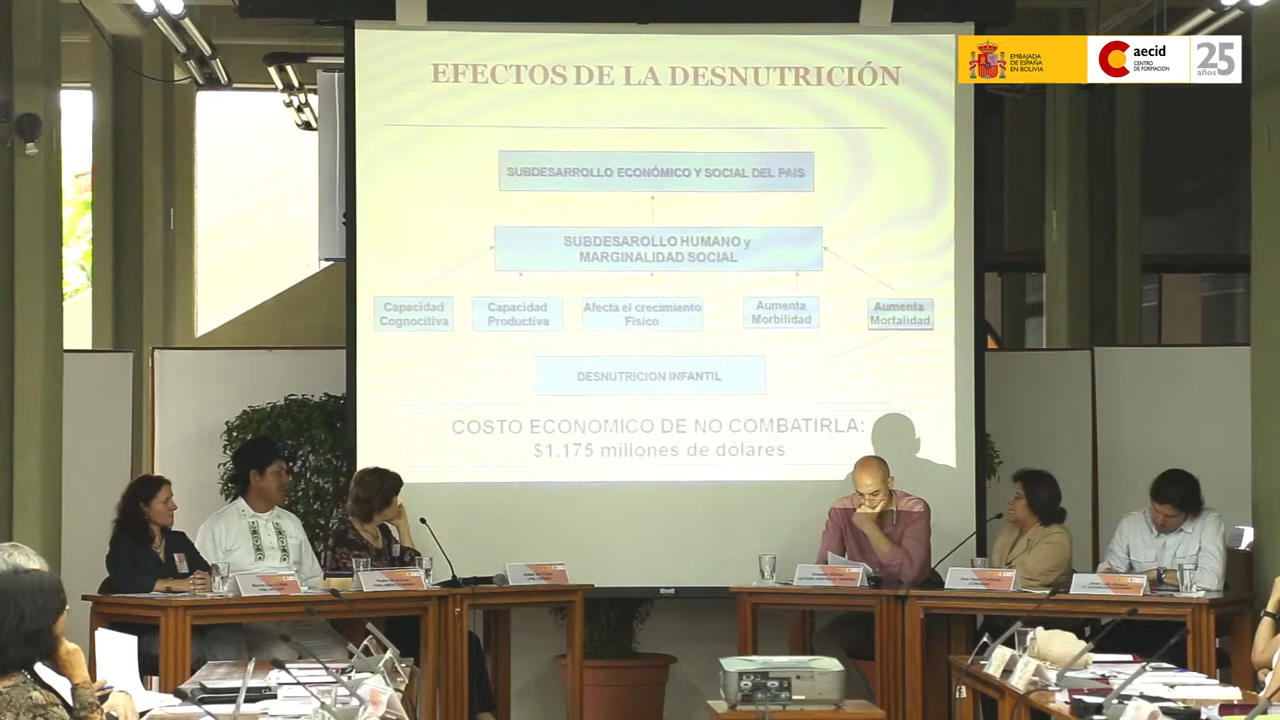 EFECTOS DE LA DESNUTRICIÓN
EMBAJADA
DE ESPAÑA
EN BOLIVIA
aecid
CENTRO
DE FORMACIÓN
25
años
SUBDESARROLLO ECONÓMICO Y SOCIAL DEL PAIS
SUBDESAROLLO HUMANO y
MARGINALIDAD SOCIAL
Capacidad
Cognocitiva
Capacidad
Productiva
Afecta el crecimiento
Fisico
Aumenta
Morbilidad
Aumenta
Mortalidad
DESNUTRICION INFANTIL
COSTO ECONOMICO DE NO COMBATIRLA:
$1.175 millones de dólares